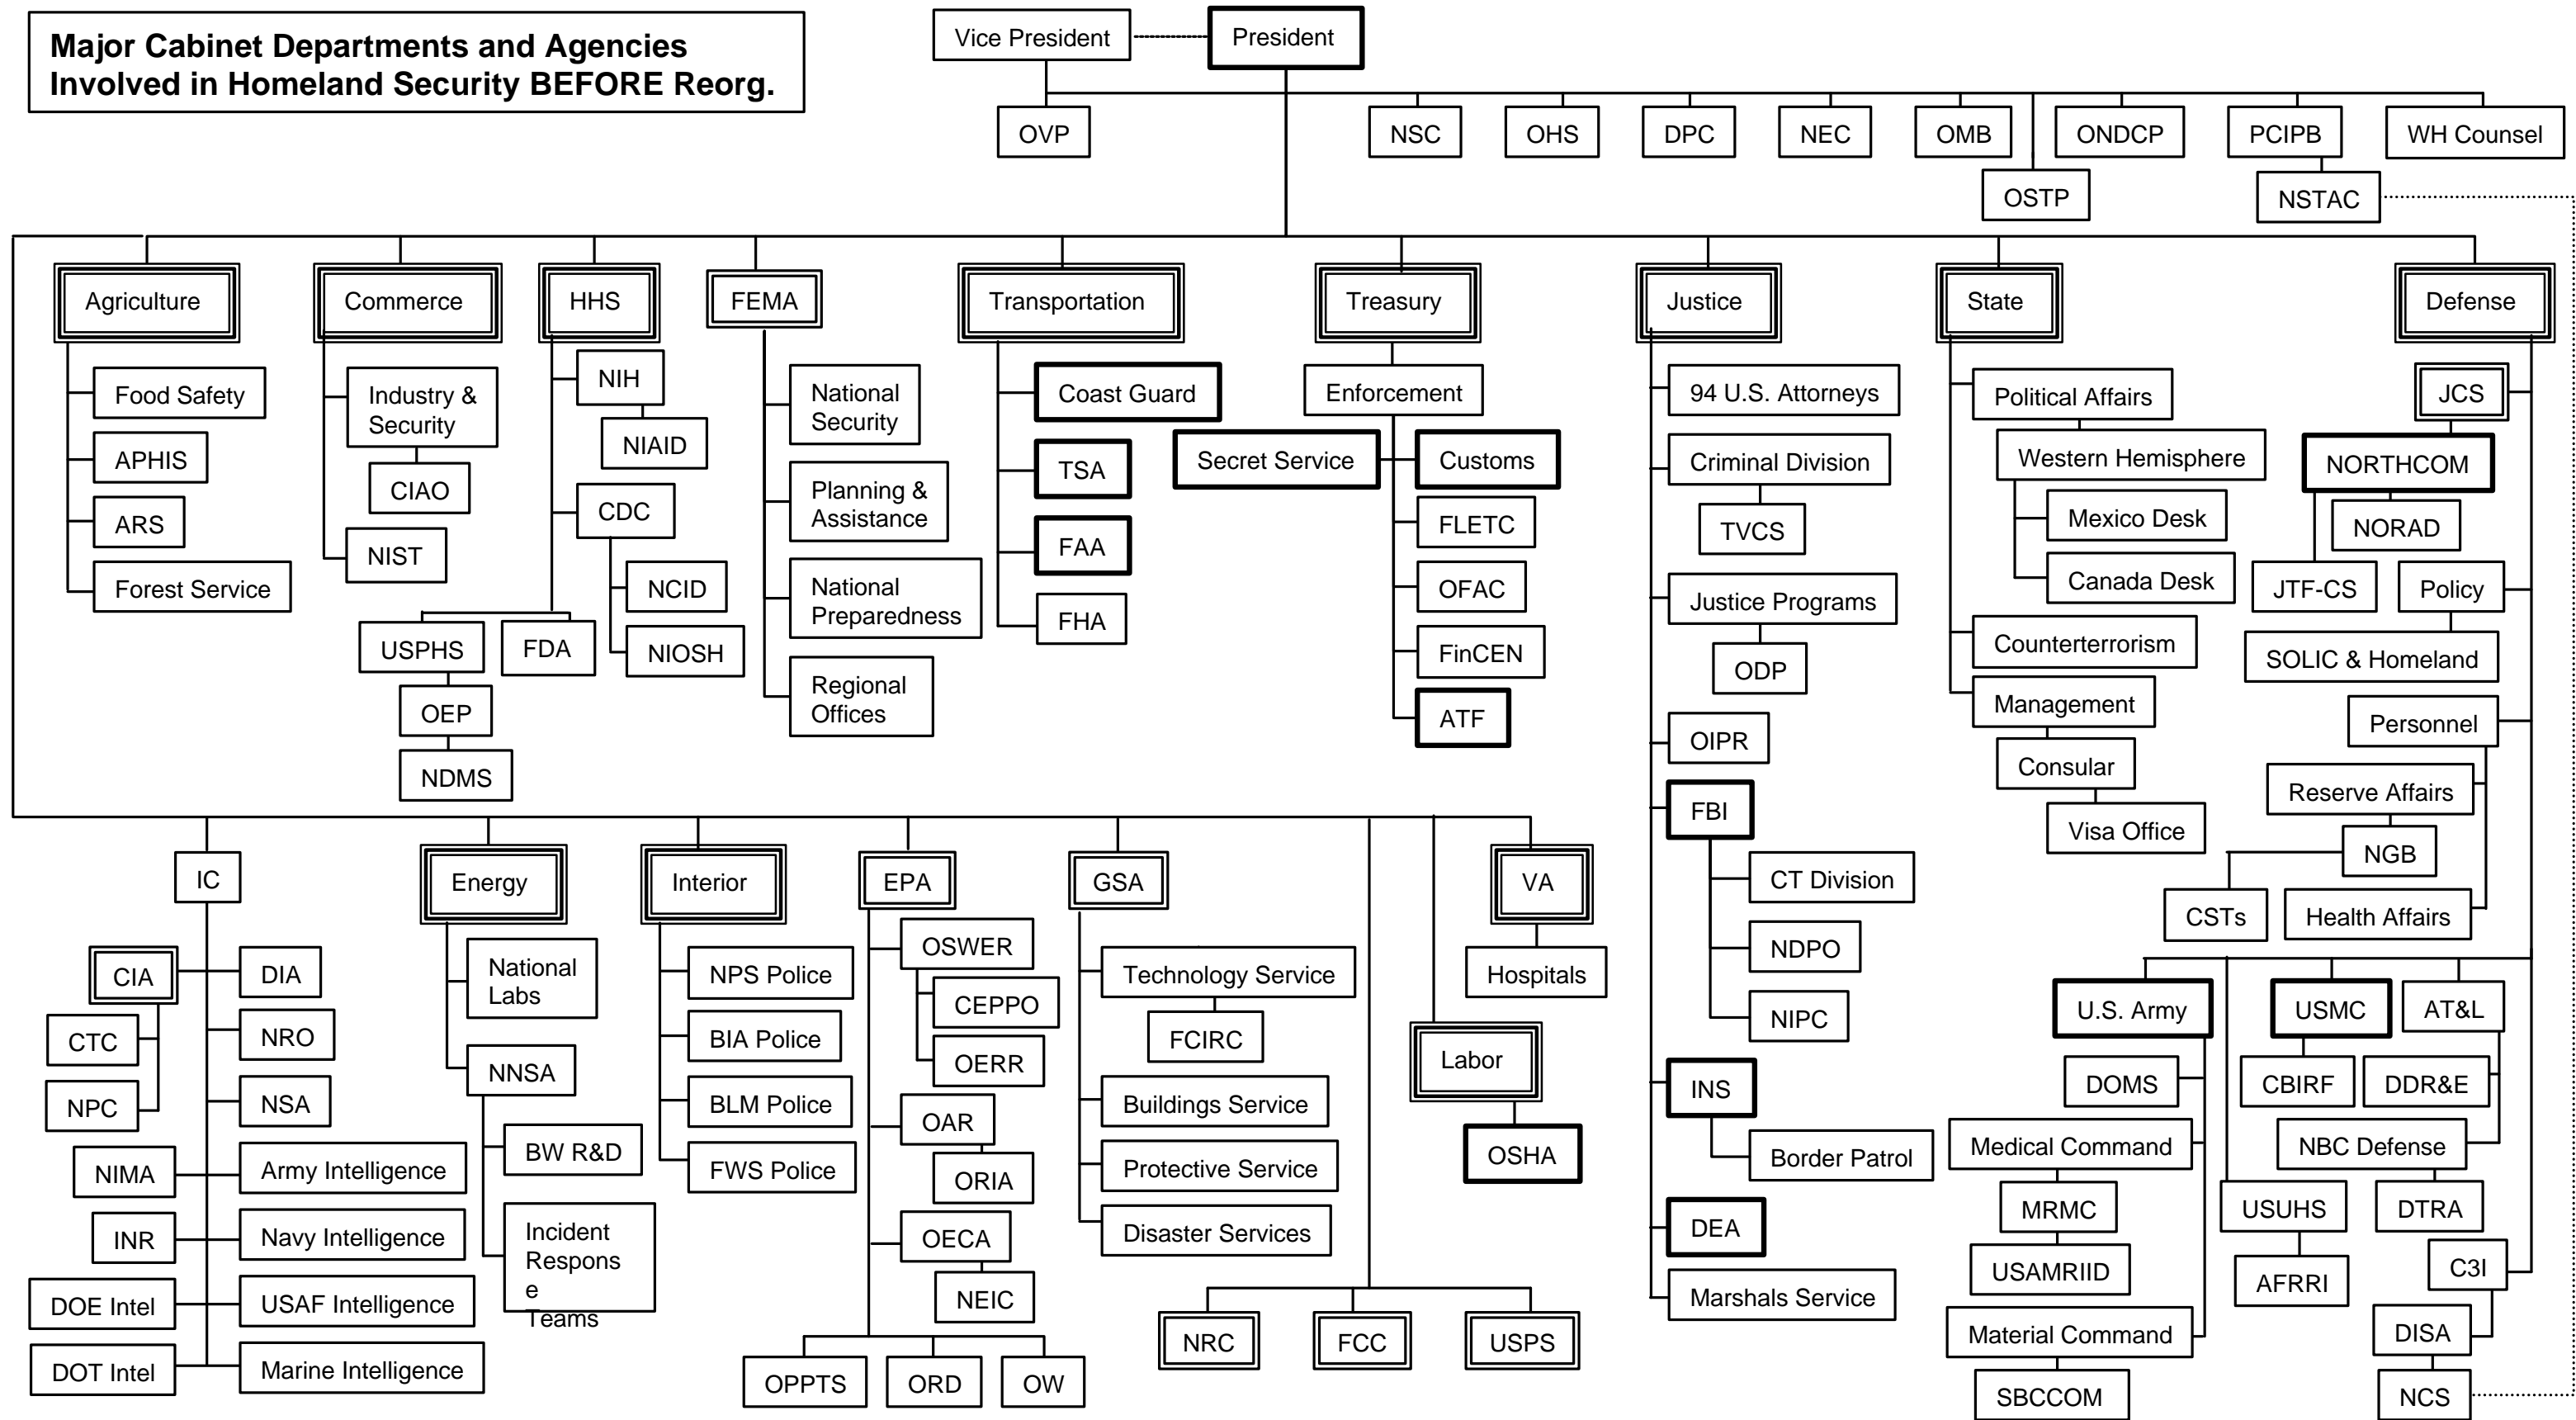 Major Cabinet Departments and Agencies
Involved in Homeland Security BEFORE Reorg.
Vice President
President
OVP
NSC
OHS
DPC
NEC
OMB
ONDCP
PCIPB
WH Counsel
OSTP
NSTAC
Agriculture
Commerce
HHS
FEMA
Transportation
Treasury
Justice
State
Defense
Food Safety
APHIS
ARS
Forest Service
Industry &
Security
CIAO
NIST
NIH
NIAID
CDC
NCID
NIOSH
USPHS
FDA
OEP
NDMS
National
Security
Planning &
Assistance
National
Preparedness
Regional
Offices
Coast Guard
TSA
FAA
FHA
Enforcement
Secret Service
Customs
FLETC
OFAC
FinCEN
ATF
94 U.S. Attorneys
Criminal Division
TVCS
Justice Programs
ODP
OIPR
FBI
CT Division
NDPO
NIPC
INS
Border Patrol
DEA
Marshals Service
Political Affairs
Western Hemisphere
Mexico Desk
Canada Desk
Counterterrorism
Management
Consular
Visa Office
JCS
NORTHCOM
NORAD
JTF-CS
Policy
SOLIC & Homeland
Personnel
Reserve Affairs
NGB
CSTs
Health Affairs
U.S. Army
USMC
AT&L
DOMS
CBIRF
DDR&E
Medical Command
NBC Defense
MRMC
USUHS
DTRA
USAMRIID
AFRRI
C3I
Material Command
DISA
SBCCOM
NCS
IC
Energy
Interior
EPA
GSA
VA
CIA
DIA
CTC
NRO
NPC
NSA
NIMA
Army Intelligence
INR
Navy Intelligence
DOE Intel
USAF Intelligence
DOT Intel
Marine Intelligence
National
Labs
NNSA
BW R&D
Incident
Respons
e
Teams
NPS Police
BIA Police
BLM Police
FWS Police
OSWER
CEPPO
OERR
OAR
ORIA
OECA
NEIC
OPPTS
ORD
OW
Technology Service
FCIRC
Buildings Service
Protective Service
Disaster Services
Hospitals
Labor
OSHA
NRC
FCC
USPS